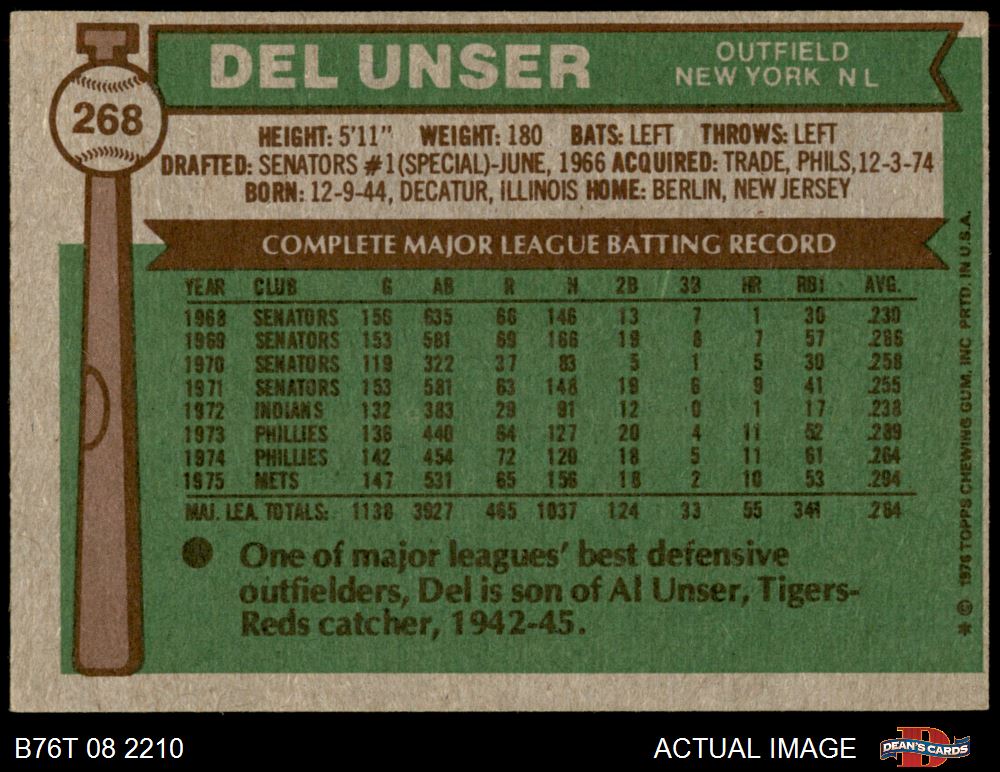 DEL UNSER
OUTFIELD
NEW YORK N L
268
HEIGHT: 5'11" WEIGHT: 180 BATS: LEFT THROWS: LEFT
DRAFTED: SENATORS #1(SPECIAL)-JUNE, 1966 ACQUIRED: TRADE, PHILS, 12-3-74
BORN: 12-9-44, DECATUR, ILLINOIS HOME: BERLIN, NEW JERSEY
COMPLETE MAJOR LEAGUE BATTING RECORD
YEAR CLUB G AB R H 2B 3B HR RBI AVG.
1968 SENATORS 156 635 66 146 13 7 1 30 .230
1969 SENATORS 153 581 69 166 19 8 7 57 .286
1970 SENATORS 119 322 37 83 5 1 5 30 .258
1971 SENATORS 153 581 63 148 19 6 9 41 .255
1972 INDIANS 132 383 29 91 12 0 1 17 .238
1973 PHILLIES 136 440 64 127 20 4 11 52 .289
1974 PHILLIES 142 454 72 120 18 5 11 61 .264
1975 METS 147 531 65 156 18 2 10 53 .294
MAJ. LEA. TOTALS: 1138 3927 465 1037 124 33 55 341 .264
One of major leagues' best defensive
outfielders, Del is son of Al Unser, Tigers-
Reds catcher, 1942-45.
* © 1976 TOPPS CHEWING GUM, INC PRTD. IN U.S.A.
B76T 08 2210
ACTUAL IMAGE
DEAN'S CARDS